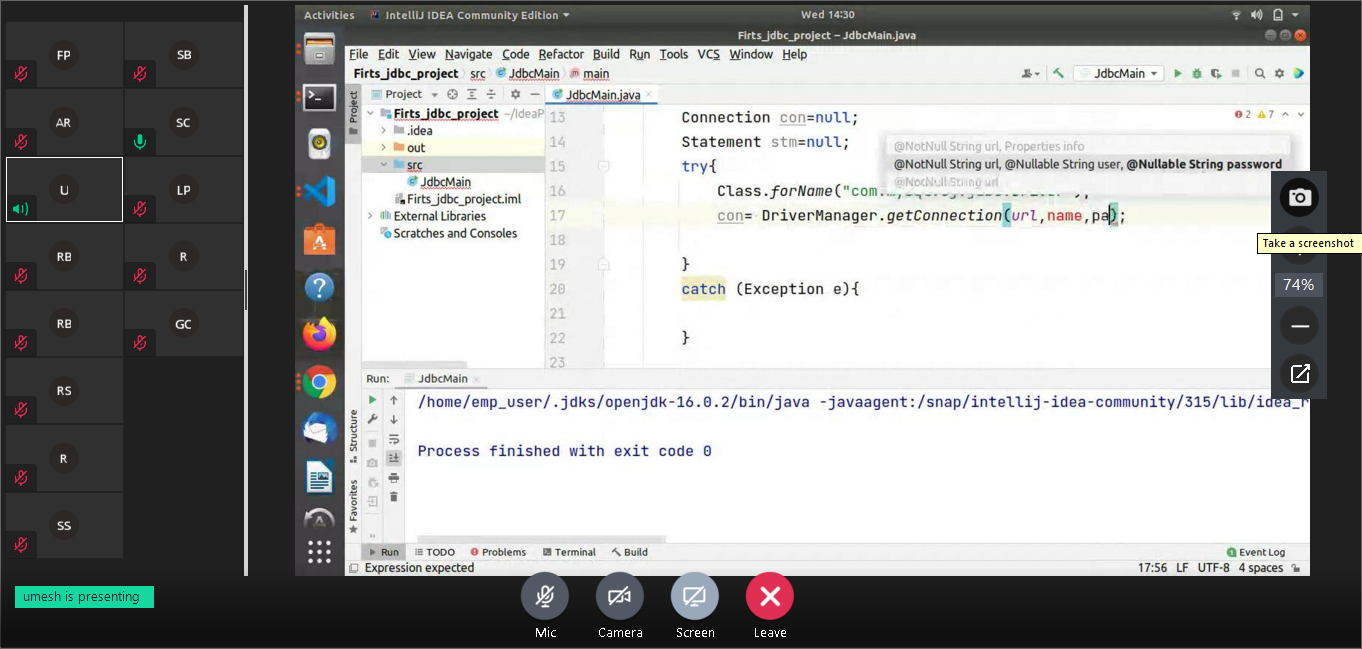 FP
SB
AR
SC
U
LP
RB
R
RB
GC
RS
R
SS
umesh is presenting
Activities
IntelliJ IDEA Community Edition
Wed 14:30
Firts_jdbc_project – JdbcMain.java
File Edit View Navigate Code Refactor Build Run Tools VCS Window Help
Firts_jdbc_project src JdbcMain main
JdbcMain
Project
Project
JdbcMain.java
Firts_jdbc_project ~/IdeaP
.idea
out
src
JdbcMain
Firts_jdbc_project.iml
External Libraries
Scratches and Consoles
2 7
13 Connection con=null;
14 Statement stm=null;
@NotNull String url, Properties info
15 try{
@NotNull String url, @Nullable String user, @Nullable String password
@NotNull String url
16 Class.forName("com.
17 con= DriverManager.getConnection(url,name,pa);
18
19 }
20 catch (Exception e){
21
22 }
23
Run: JdbcMain
/home/emp_user/.jdks/openjdk-16.0.2/bin/java -javaagent:/snap/intellij-idea-community/315/lib/idea_r
Process finished with exit code 0
Structure
Favorites
Run TODO Problems Terminal Build
Event Log
Expression expected
17:56 LF UTF-8 4 spaces
Take a screenshot
74%
Mic
Camera
Screen
Leave